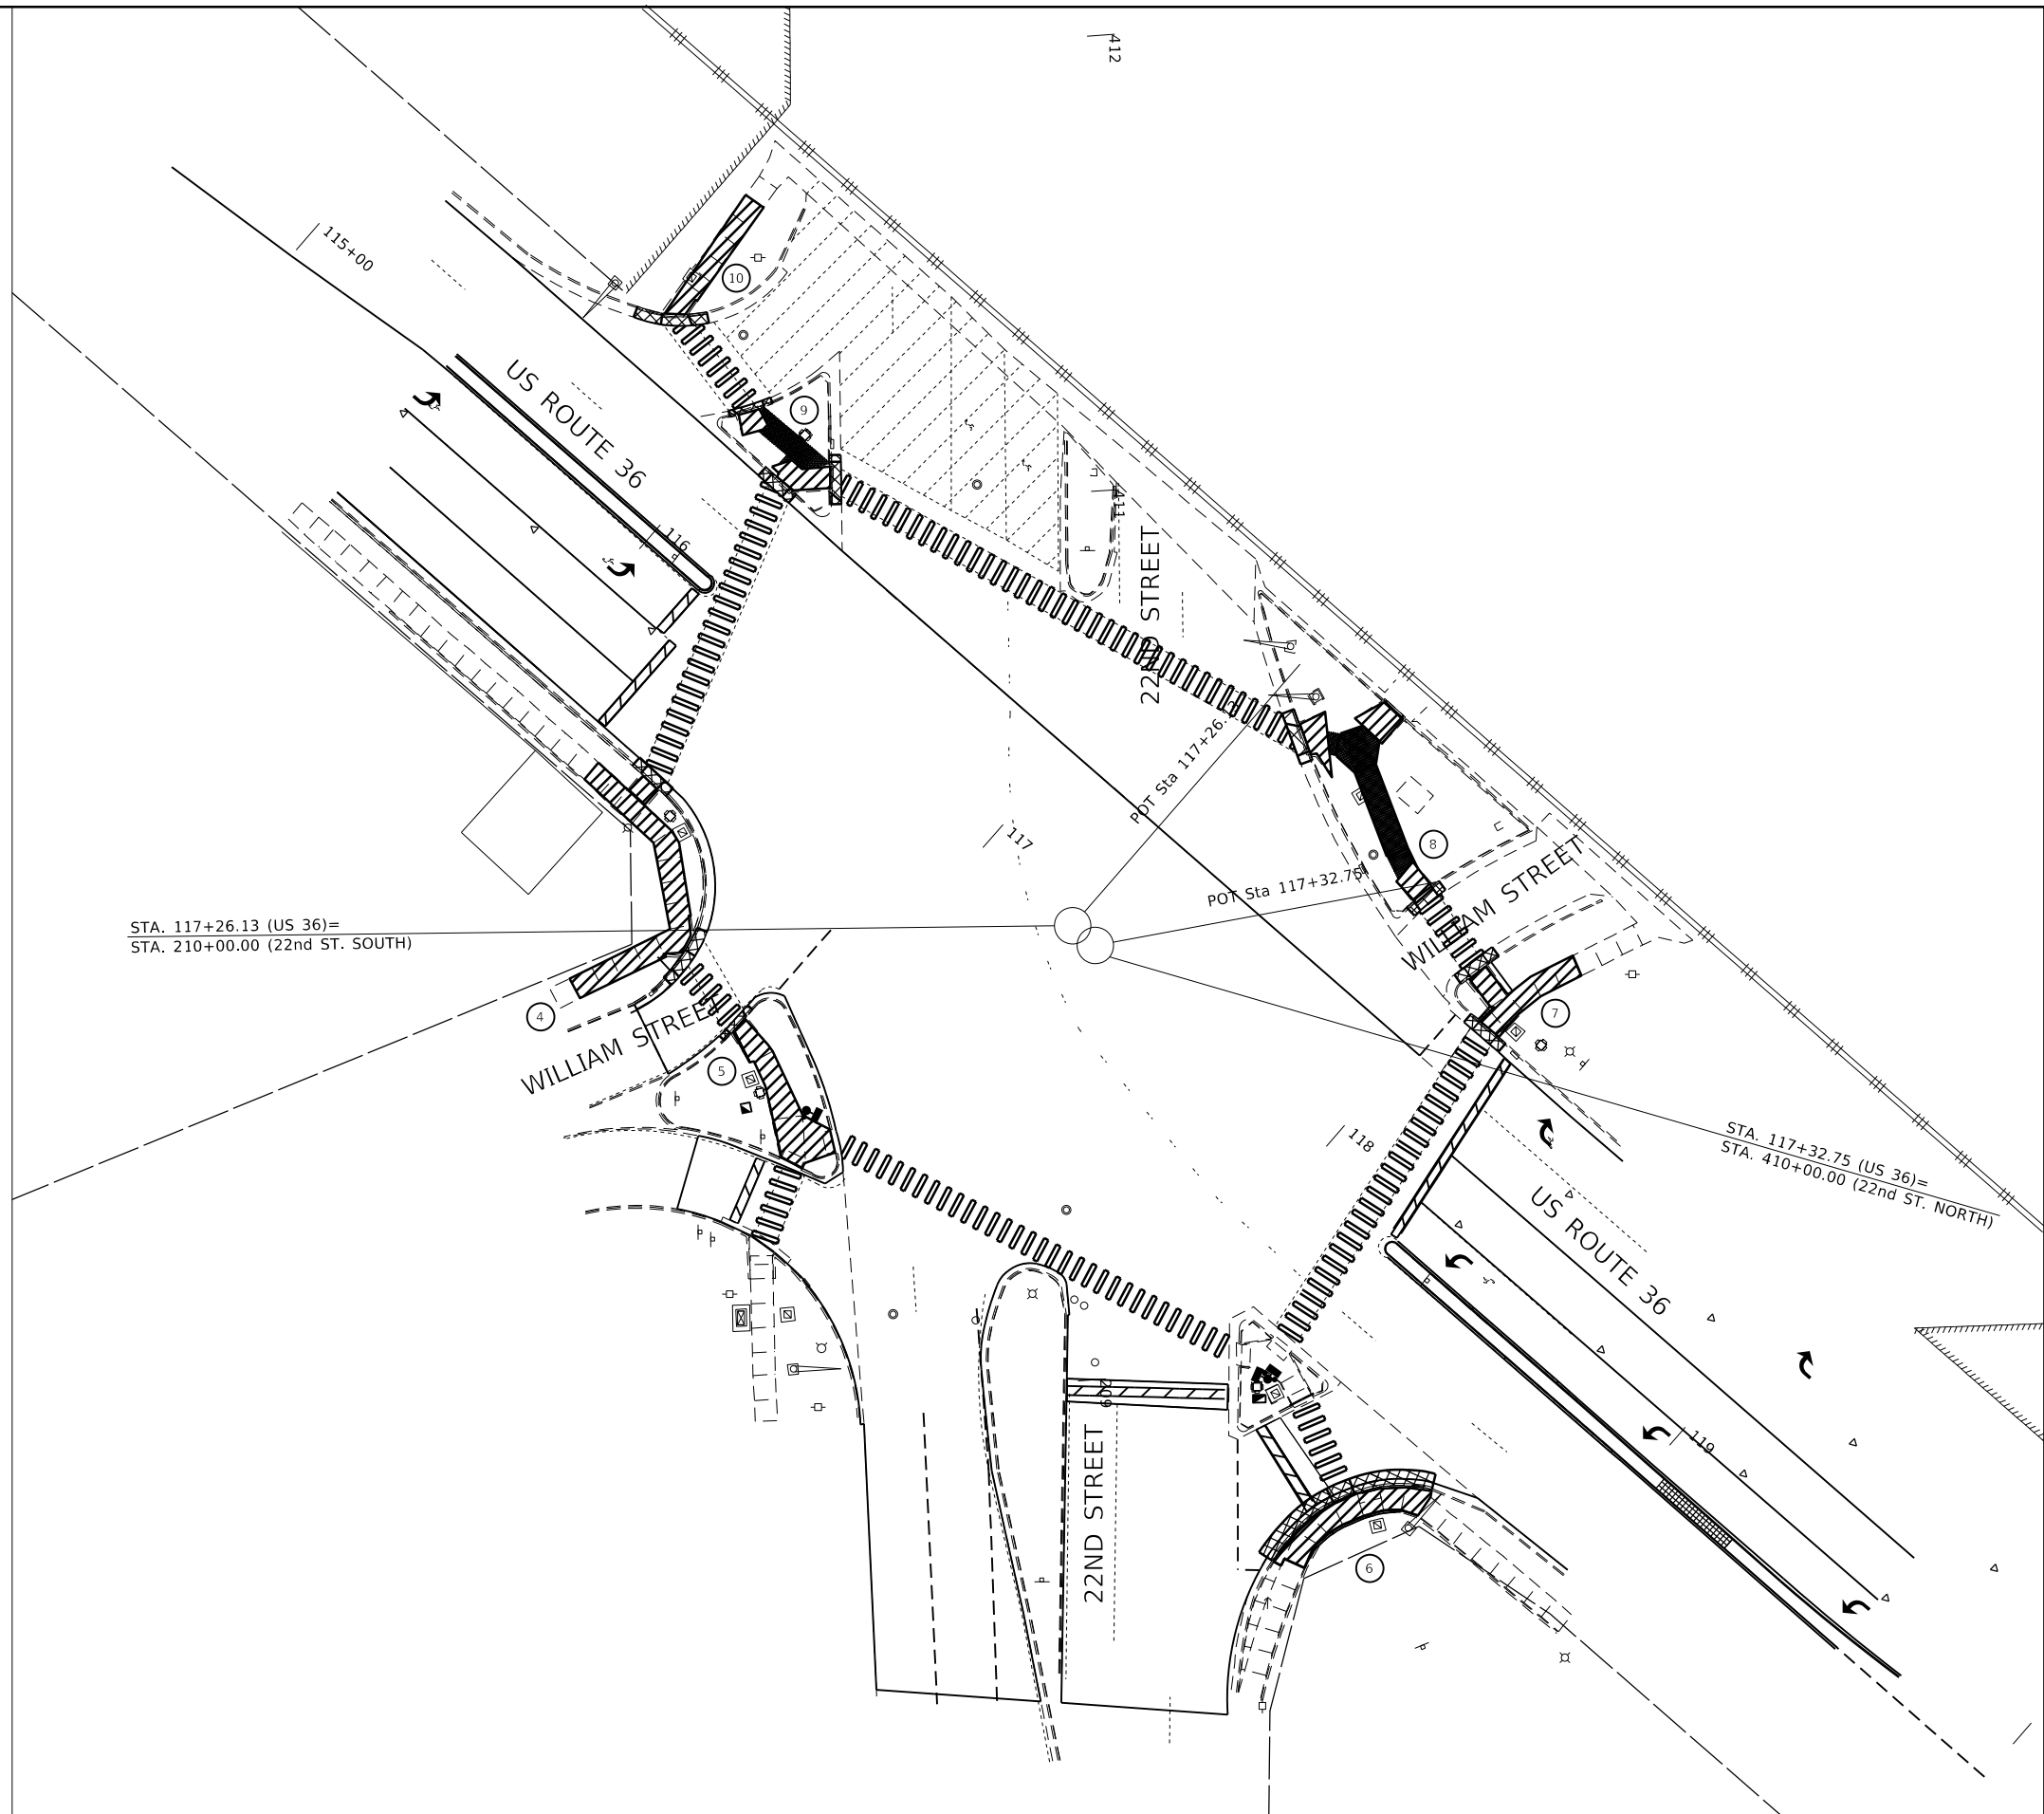 412
115+00
10
US ROUTE 36
9
116
411
22ND STREET
POT Sta 117+26.
117
8
POT Sta 117+32.75
WILLIAM STREET
STA. 117+26.13 (US 36)=
STA. 210+00.00 (22nd ST. SOUTH)
4
WILLIAM STREET
5
7
118
STA. 117+32.75 (US 36)=
STA. 410+00.00 (22nd ST. NORTH)
US ROUTE 36
209
119
22ND STREET
6